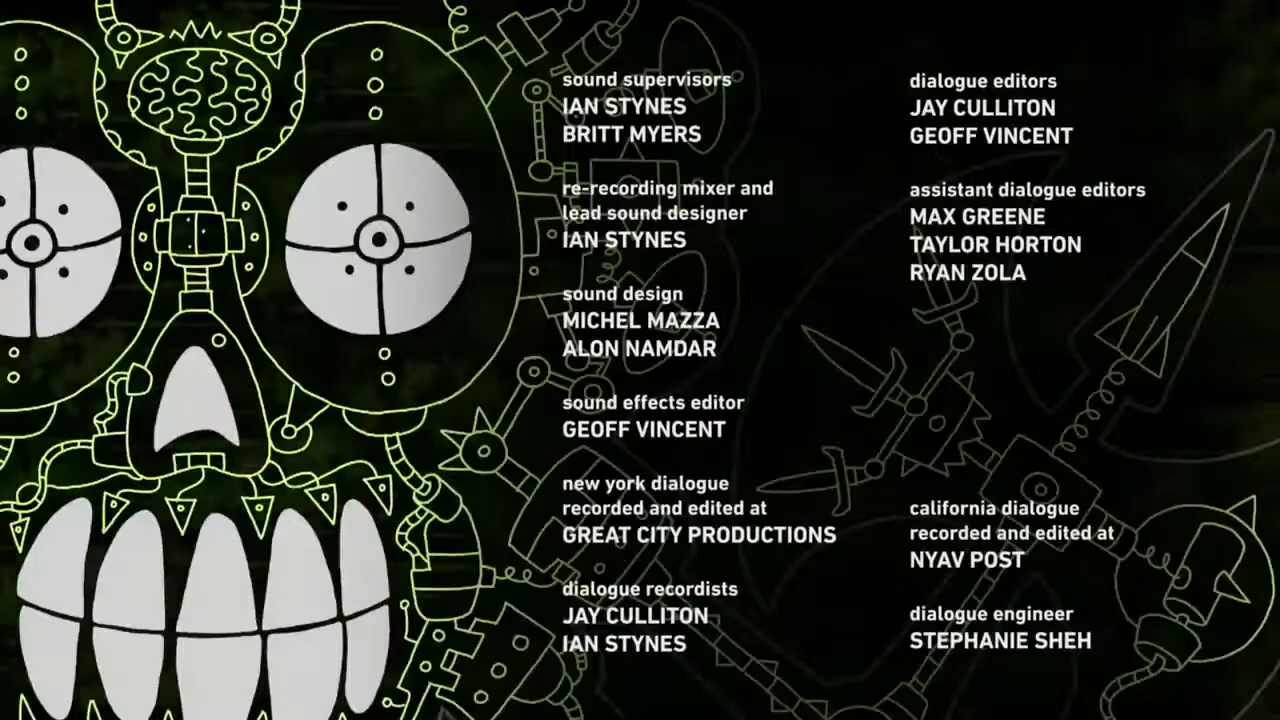 sound supervisors
IAN STYNES
BRITT MYERS
re-recording mixer and
lead sound designer
IAN STYNES
sound design
MICHEL MAZZA
ALON NAMDAR
sound effects editor
GEOFF VINCENT
new york dialogue
recorded and edited at
GREAT CITY PRODUCTIONS
dialogue recordists
JAY CULLITON
IAN STYNES
dialogue editors
JAY CULLITON
GEOFF VINCENT
assistant dialogue editors
MAX GREENE
TAYLOR HORTON
RYAN ZOLA
california dialogue
recorded and edited at
NYAV POST
dialogue engineer
STEPHANIE SHEH